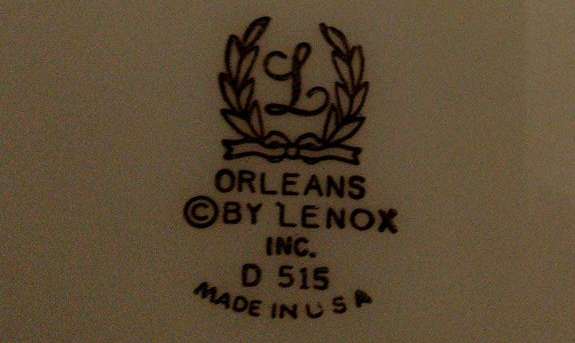 L
ORLEANS
© BY LENOX
INC.
D 515
MADE IN U S A